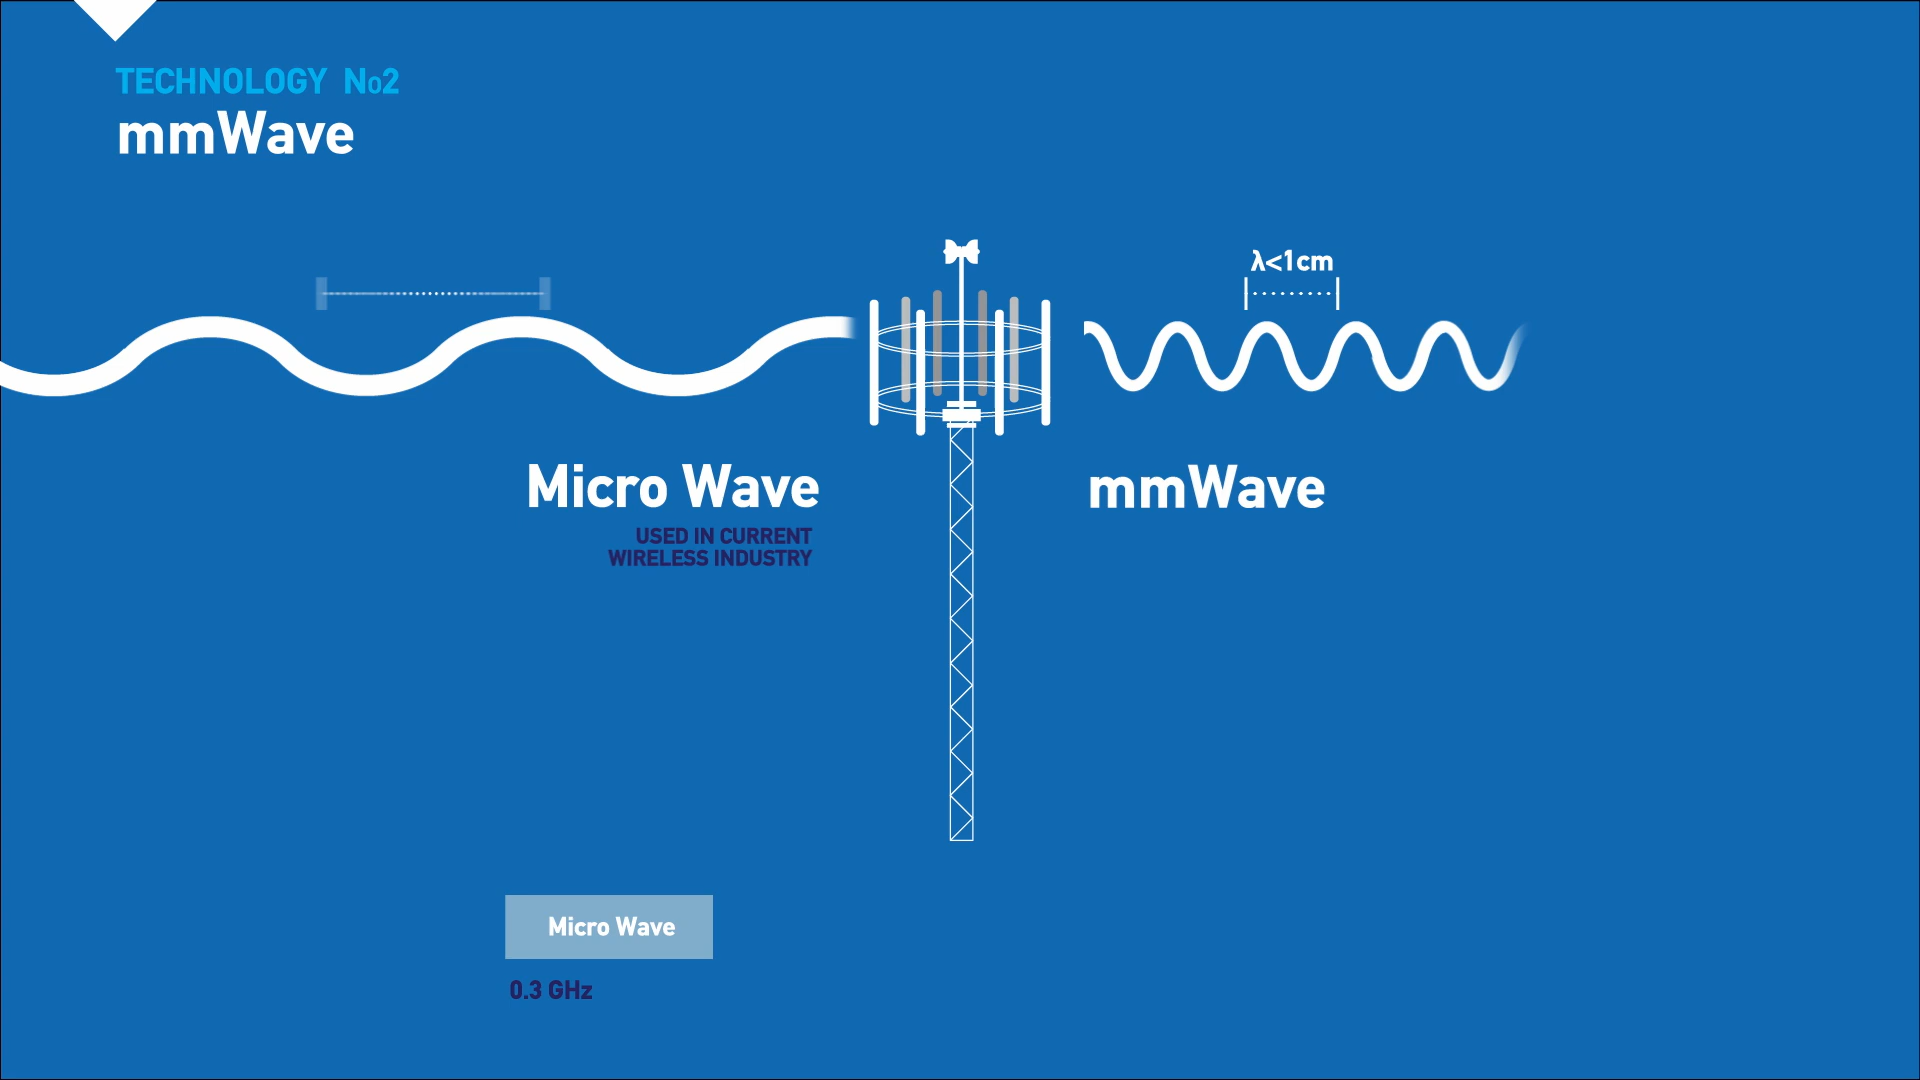 TECHNOLOGY No2
mmWave
λ<1cm
Micro Wave
USED IN CURRENT
WIRELESS INDUSTRY
mmWave
Micro Wave
0.3 GHz